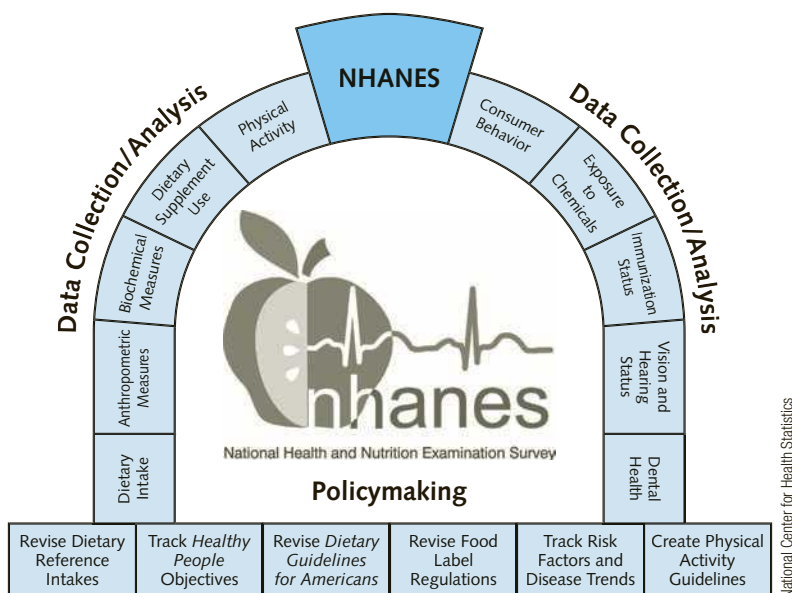 NHANES
Data Collection/Analysis
Physical
Activity
Dietary
Supplement
Use
Biochemical
Measures
Anthropometric
Measures
Dietary
Intake
Data Collection/Analysis
Consumer
Behavior
Exposure
to
Chemicals
Immunization
Status
Vision and
Hearing
Status
Dental
Health
nhanes
National Health and Nutrition Examination Survey
Policymaking
Revise Dietary
Reference
Intakes
Track Healthy
People
Objectives
Revise Dietary
Guidelines
for Americans
Revise Food
Label
Regulations
Track Risk
Factors and
Disease Trends
Create Physical
Activity
Guidelines
National Center for Health Statistics